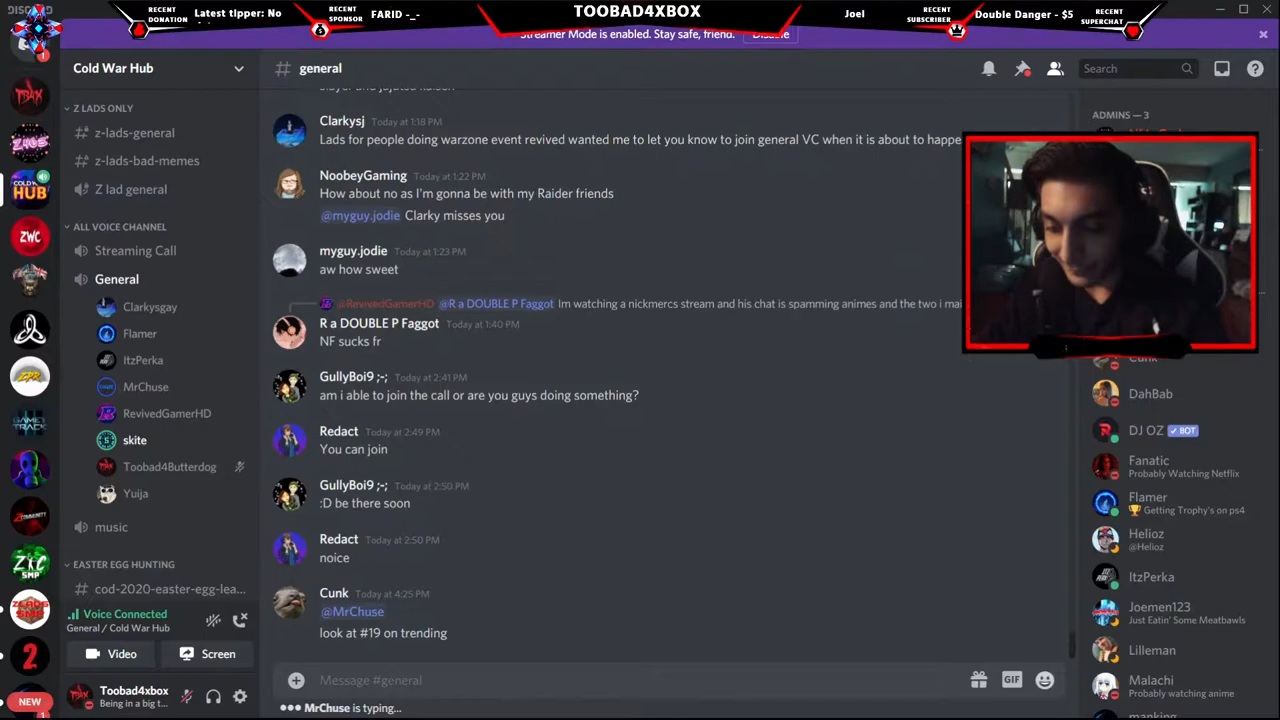 DISCORD
RECENT DONATION
Latest tipper: No
RECENT SPONSOR
FARID -_-
TOOBAD4XBOX
Joel
RECENT SUBSCRIBER
Double Danger - $5
RECENT SUPERCHAT
Streamer Mode is enabled. Stay safe, friend.
Disable
Cold War Hub
general
Search
Z LADS ONLY
z-lads-general
z-lads-bad-memes
Z lad general
ALL VOICE CHANNEL
Streaming Call
General
Clarkysgay
Flamer
ItzPerka
MrChuse
RevivedGamerHD
skite
Toobad4Butterdog
Yuija
music
EASTER EGG HUNTING
cod-2020-easter-egg-lea...
Voice Connected
General / Cold War Hub
Video
Screen
Toobad4xbox
Being in a big t...
NEW
Clarkysj Today at 1:18 PM
Lads for people doing warzone event revived wanted me to let you know to join general VC when it is about to happe
NoobeyGaming Today at 1:22 PM
How about no as I'm gonna be with my Raider friends
@myguy.jodie Clarky misses you
myguy.jodie Today at 1:23 PM
aw how sweet
@RevivedGamerHD @R a DOUBLE P Faggot Im watching a nickmercs stream and his chat is spamming animes and the two i mai
R a DOUBLE P Faggot Today at 1:40 PM
NF sucks fr
GullyBoi9 ;-; Today at 2:41 PM
am i able to join the call or are you guys doing something?
Redact Today at 2:49 PM
You can join
GullyBoi9 ;-; Today at 2:50 PM
:D be there soon
Redact Today at 2:50 PM
noice
Cunk Today at 4:25 PM
@MrChuse
look at #19 on trending
Message #general
GIF
MrChuse is typing...
ADMINS — 3
Cunk
DahBab
DJ OZ ✓ BOT
Fanatic
Probably Watching Netflix
Flamer
🏆 Getting Trophy's on ps4
Helioz
@Helioz
ItzPerka
Joemen123
Just Eatin' Some Meatbawls
Lilleman
Malachi
Probably watching anime
manking